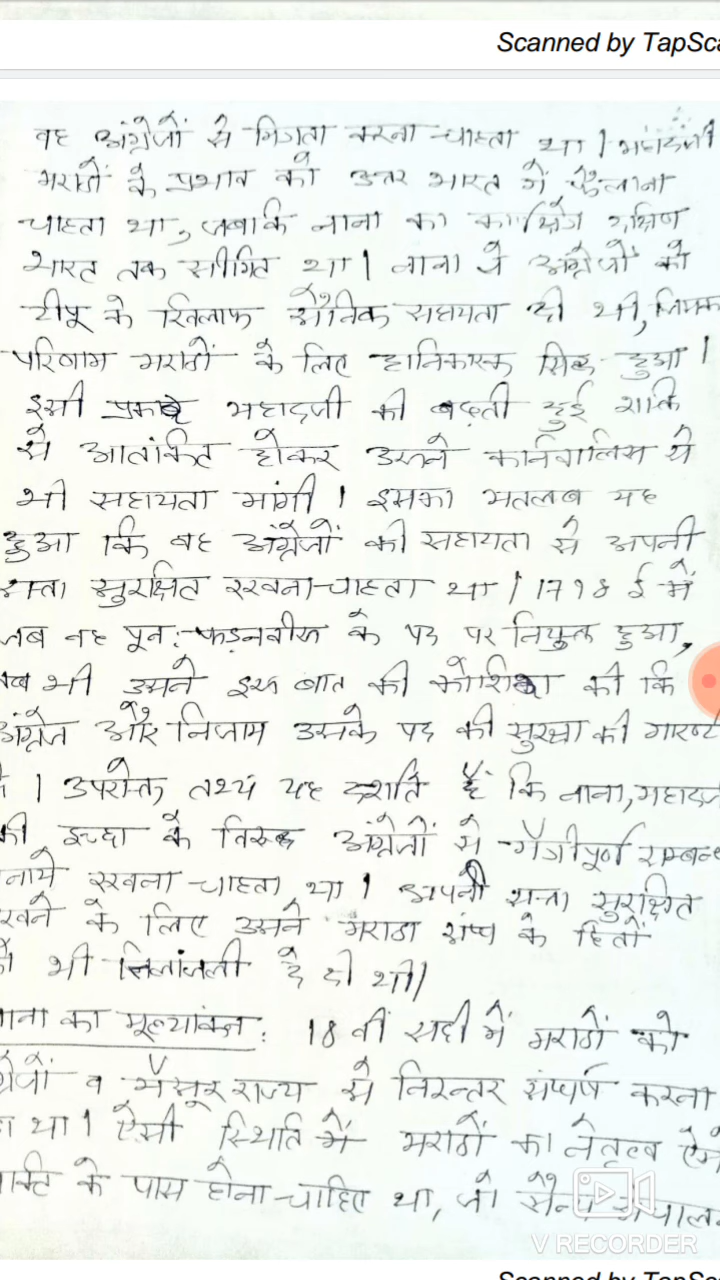 Scanned by TapSca
वह अंग्रेजों से मित्रता करना चाहता था। महादजी
मराठों के प्रभाव को उत्तर भारत में फैलाना
चाहता था, जबकि नाना का कार्यक्षेत्र दक्षिण
भारत तक सीमित था। नाना ने अंग्रेजों को
टीपू के खिलाफ सैनिक सहायता दी थी,
परिणाम मराठों के लिए हानिकारक सिद्ध हुआ।
इसी प्रकार महादजी की बढ़ती हुई शक्ति
से आतंकित होकर उसने कार्नवालिस से
भी सहायता मांगी। इसका मतलब यह
हुआ कि वह अंग्रेजों की सहायता से अपनी
सत्ता सुरक्षित रखना चाहता था। 1798 ई में
जब वह पुन: फड़नवीस के पद पर नियुक्त हुआ,
तब भी उसने इस बात की कोशिश की कि
अंग्रेज और निजाम उसके पद की सुरक्षा की गारण्टी
दें। उपरोक्त तथ्य यह दर्शाते हैं कि नाना, महादजी
की इच्छा के विरुद्ध अंग्रेजों से मैत्रीपूर्ण सम्बन्ध
नाये रखना चाहता था। अपनी सत्ता सुरक्षित
रखने के लिए उसने मराठा संघ के हितों
को भी तिलांजली दे दी थी।
नाना का मूल्यांकन: 18 वीं सदी में मराठों को
ग्रेजों व मैसूर राज्य से निरन्तर संघर्ष करना
था। ऐसी स्थिति में मराठों का नेतृत्व ऐसे
के पास होना चाहिए था, जो सैन्य संचालन
V RECORDER